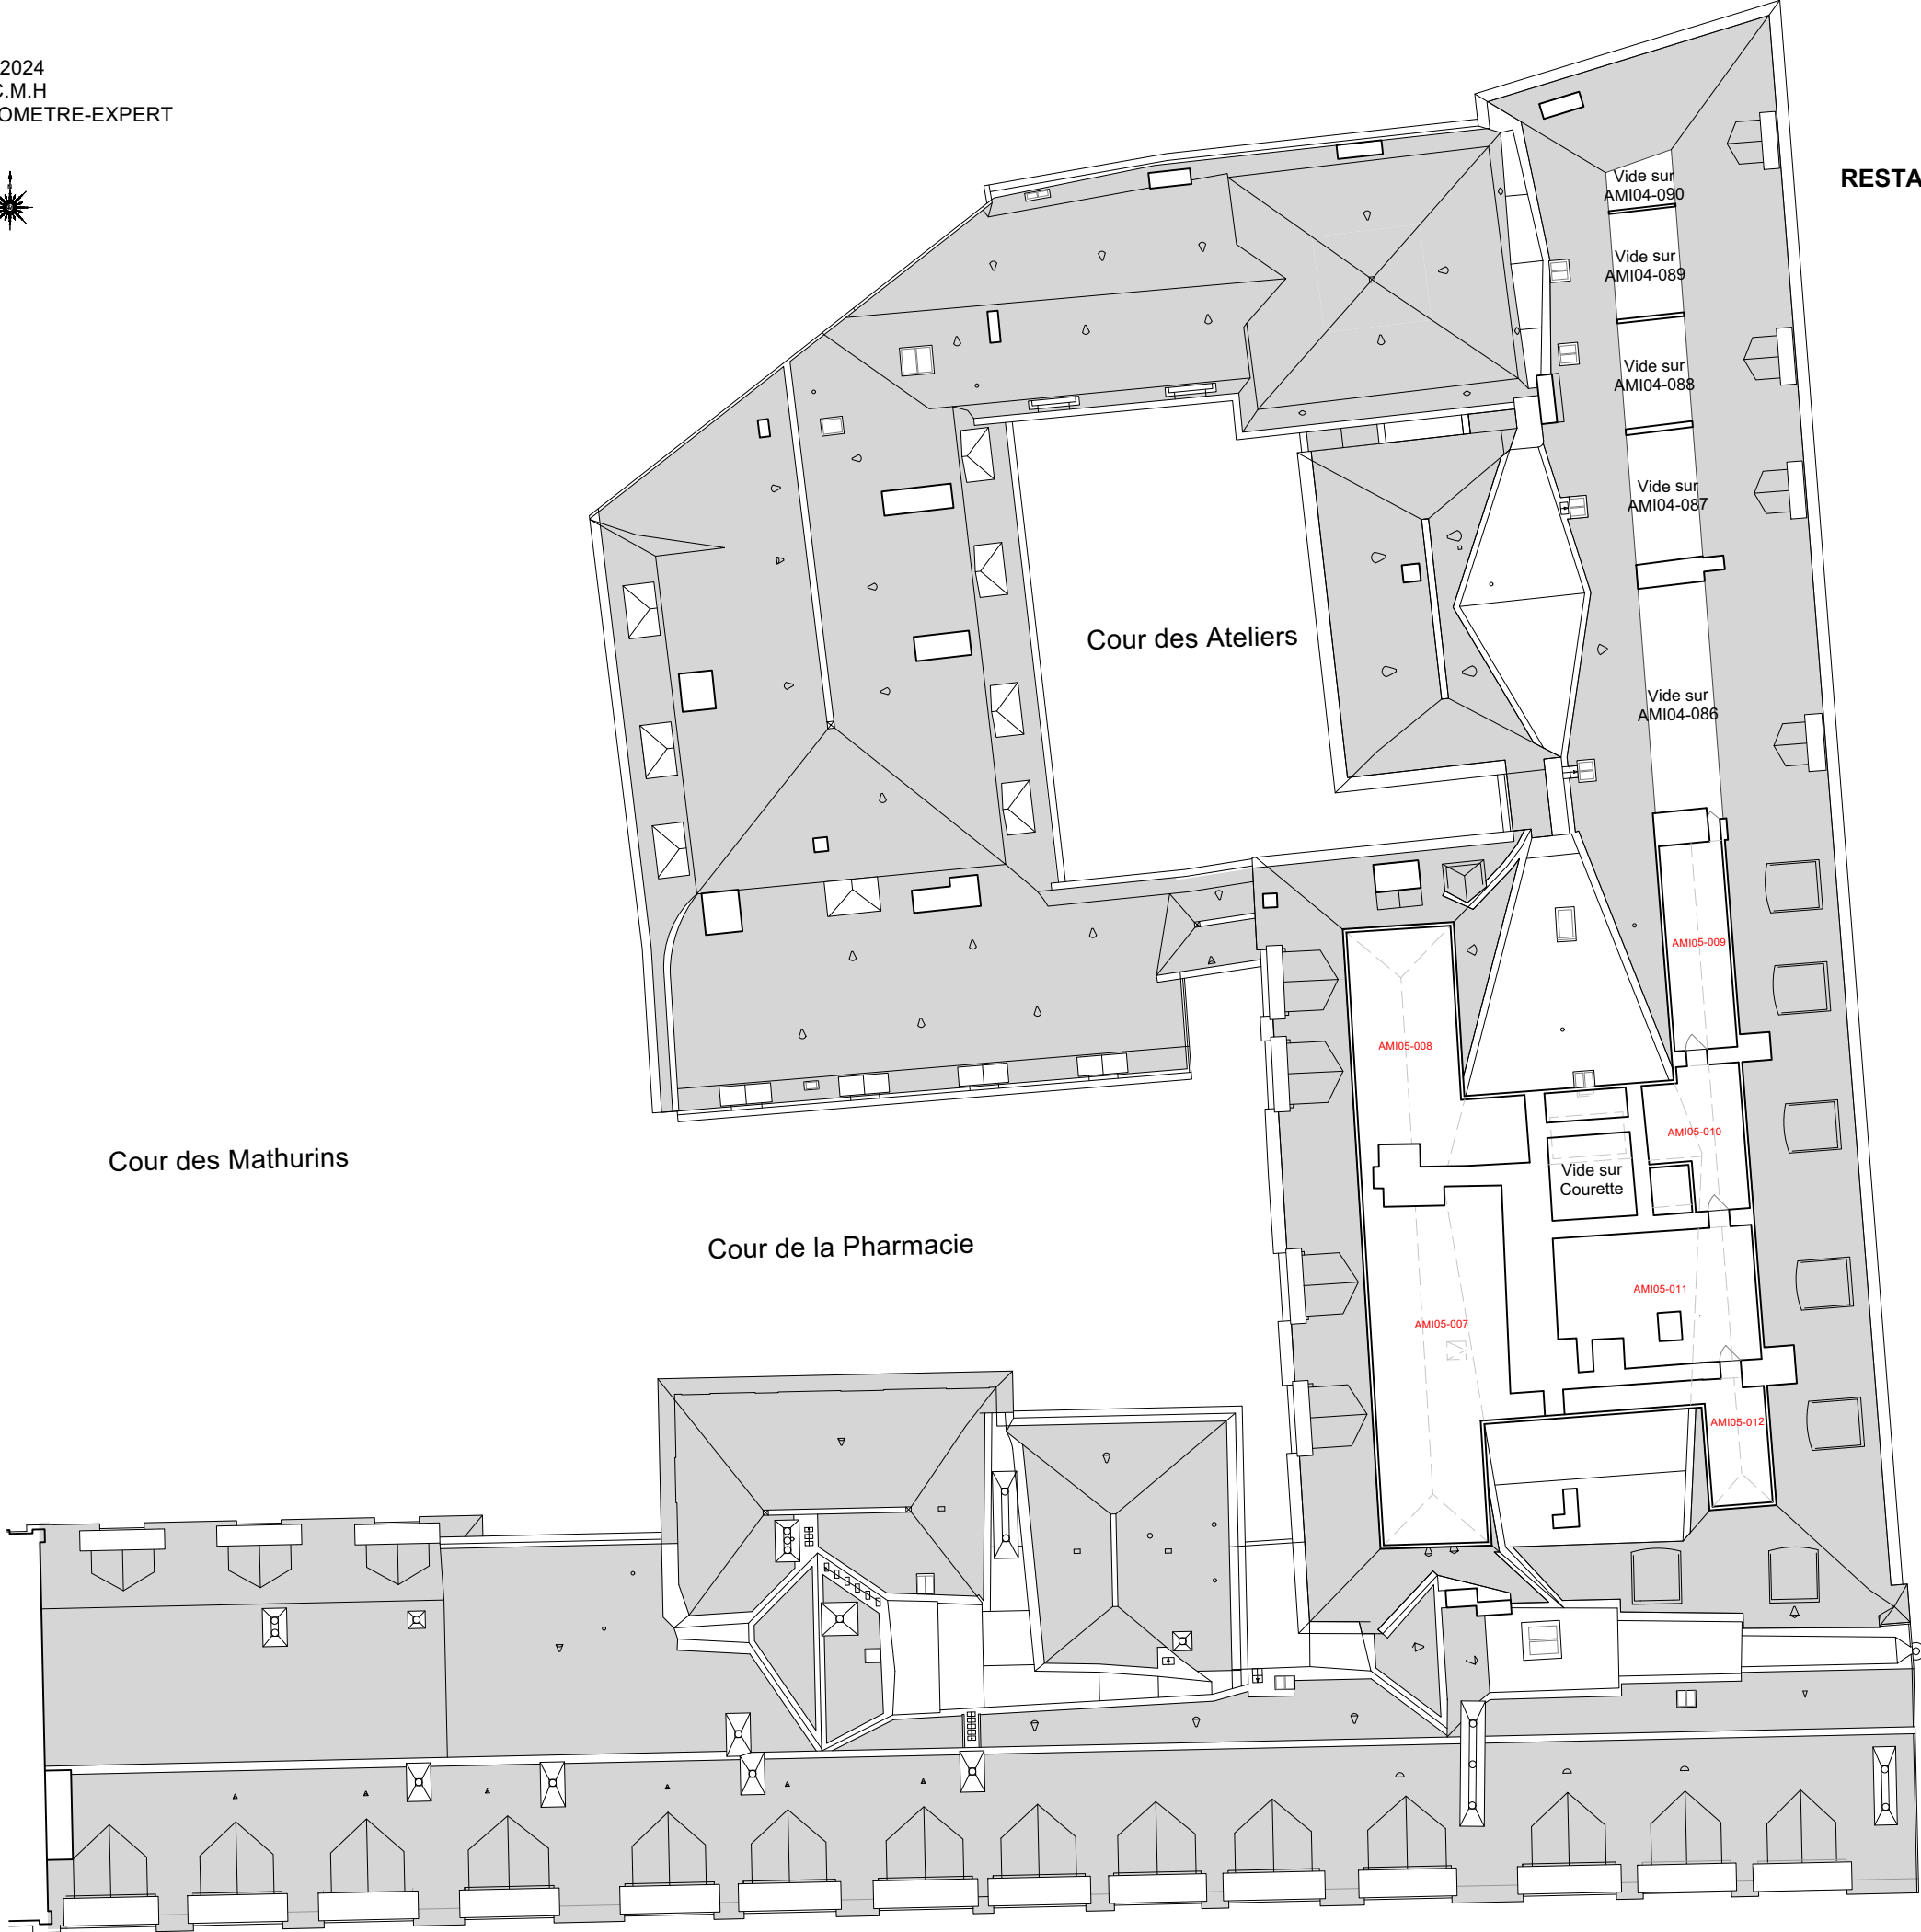 2024
C.M.H
OMETRE-EXPERT
RESTA
Vide sur
AMI04-090
Vide sur
AMI04-089
Vide sur
AMI04-088
Vide sur
AMI04-087
Cour des Ateliers
Vide sur
AMI04-086
AMI05-009
AMI05-008
AMI05-010
Cour des Mathurins
Vide sur
Courette
Cour de la Pharmacie
AMI05-011
AMI05-007
AMI05-012